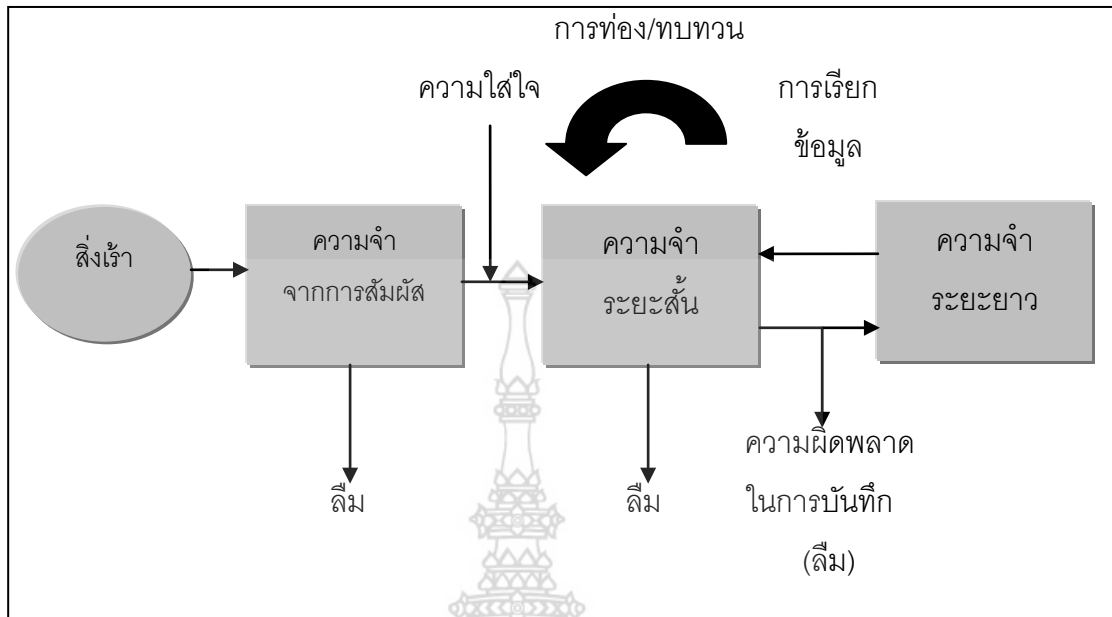 การท่อง/ทบทวน
ความใส่ใจ
การเรียก
ข้อมูล
สิ่งเร้า
ความจำ
จากการสัมผัส
ความจำ
ระยะสั้น
ความจำ
ระยะยาว
ลืม
ลืม
ความผิดพลาด
ในการบันทึก
(ลืม)